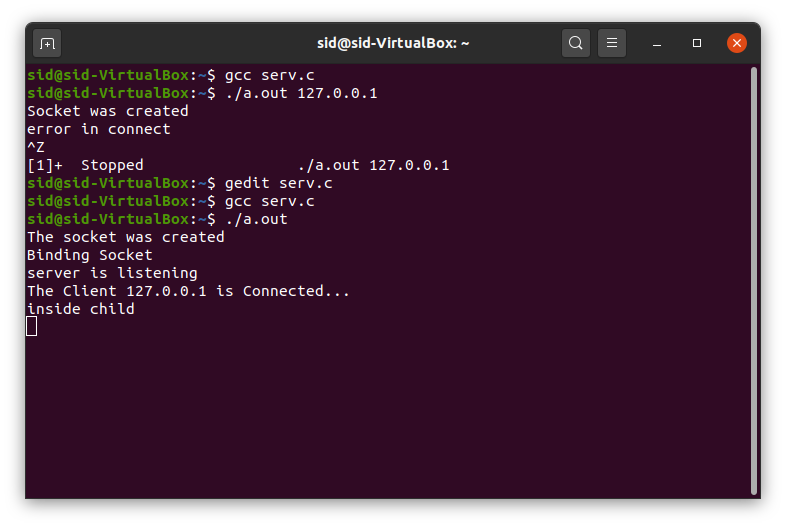 sid@sid-VirtualBox: ~
sid@sid-VirtualBox:~$ gcc serv.c
sid@sid-VirtualBox:~$ ./a.out 127.0.0.1
Socket was created
error in connect
^Z
[1]+  Stopped                 ./a.out 127.0.0.1
sid@sid-VirtualBox:~$ gedit serv.c
sid@sid-VirtualBox:~$ gcc serv.c
sid@sid-VirtualBox:~$ ./a.out
The socket was created
Binding Socket
server is listening
The Client 127.0.0.1 is Connected...
inside child